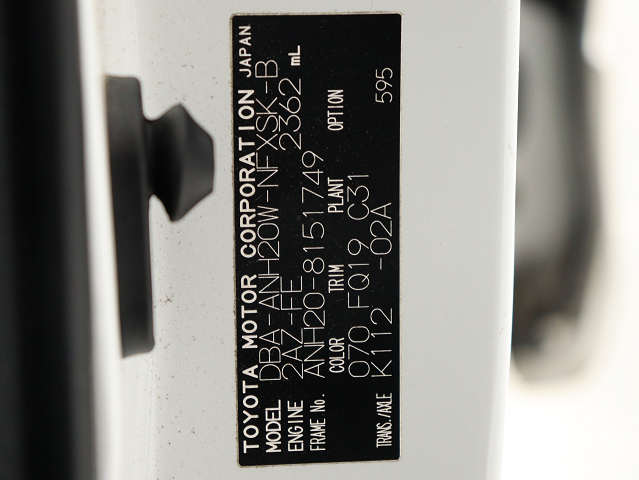 TOYOTA MOTOR CORPORATION JAPAN
MODEL DBA-ANH20W-NFXSK-B
ENGINE 2AZ-FE 2362 mL
FRAME No. ANH20-8151749
COLOR TRIM PLANT OPTION
070 FQ19 C31
TRANS./AXLE K112 -02A 595